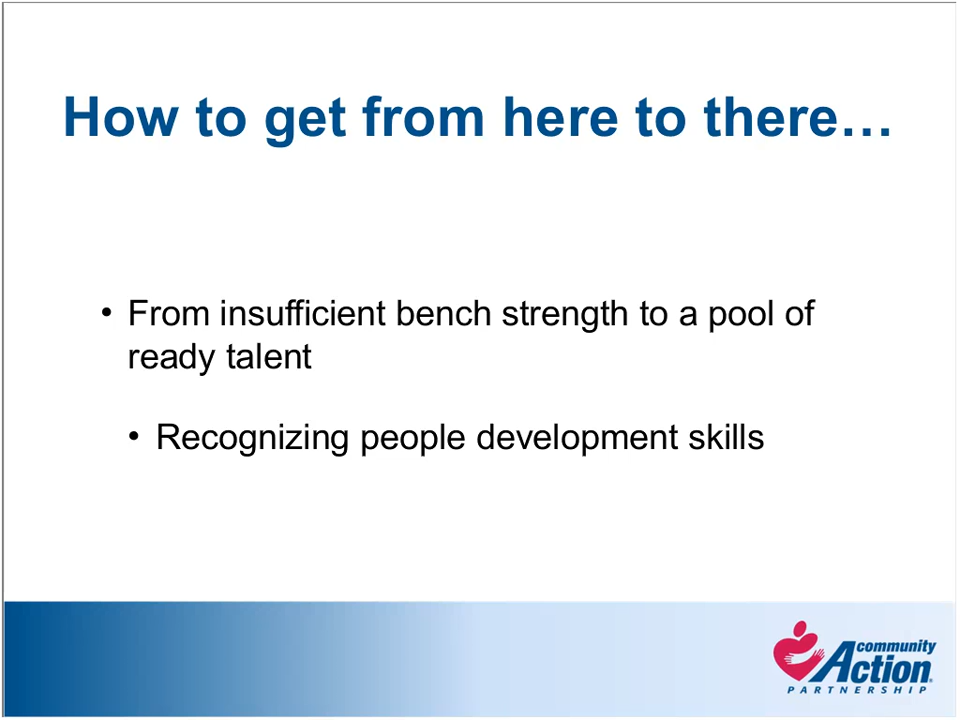 How to get from here to there…
• From insufficient bench strength to a pool of
ready talent
• Recognizing people development skills
community
Action®
PARTNERSHIP